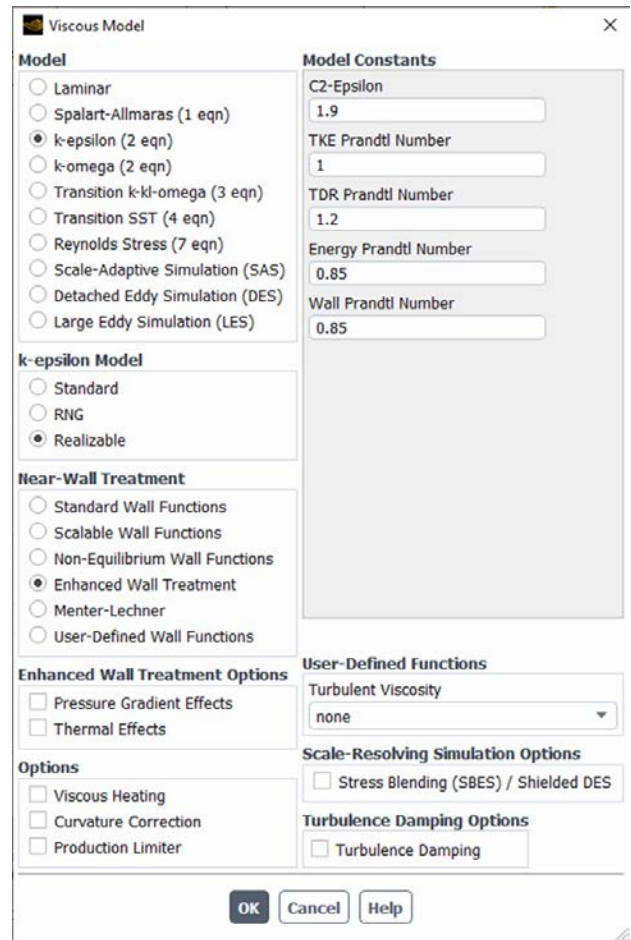 Viscous Model
Model
Laminar
Spalart-Allmaras (1 eqn)
k-epsilon (2 eqn)
k-omega (2 eqn)
Transition k-kl-omega (3 eqn)
Transition SST (4 eqn)
Reynolds Stress (7 eqn)
Scale-Adaptive Simulation (SAS)
Detached Eddy Simulation (DES)
Large Eddy Simulation (LES)
k-epsilon Model
Standard
RNG
Realizable
Near-Wall Treatment
Standard Wall Functions
Scalable Wall Functions
Non-Equilibrium Wall Functions
Enhanced Wall Treatment
Menter-Lechner
User-Defined Wall Functions
Enhanced Wall Treatment Options
Pressure Gradient Effects
Thermal Effects
Options
Viscous Heating
Curvature Correction
Production Limiter
Model Constants
C2-Epsilon
1.9
TKE Prandtl Number
1
TDR Prandtl Number
1.2
Energy Prandtl Number
0.85
Wall Prandtl Number
0.85
User-Defined Functions
Turbulent Viscosity
none
Scale-Resolving Simulation Options
Stress Blending (SBES) / Shielded DES
Turbulence Damping Options
Turbulence Damping
OK
Cancel
Help